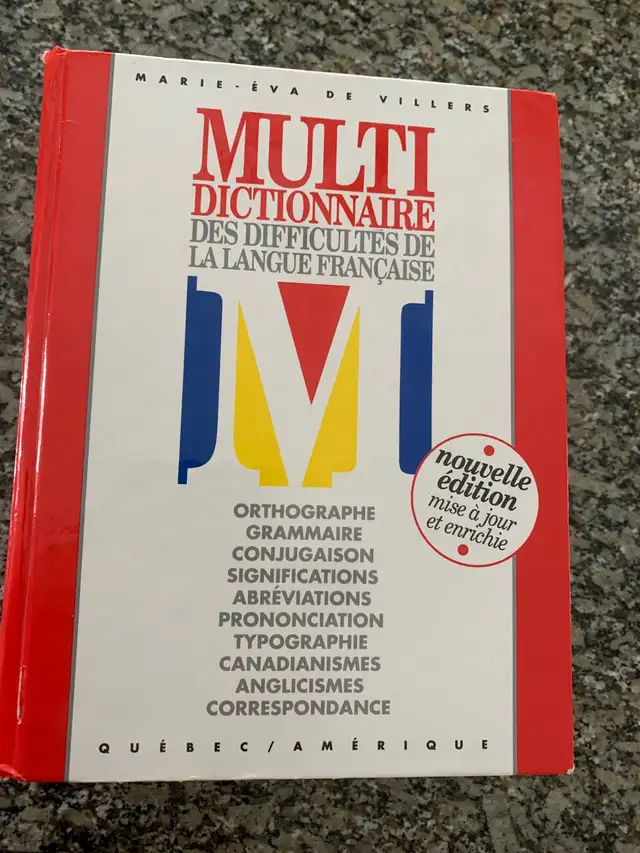 MARIE-ÉVA DE VILLERS
MULTI
DICTIONNAIRE
DES DIFFICULTÉS DE
LA LANGUE FRANÇAISE
nouvelle
édition
mise à jour
et enrichie
ORTHOGRAPHE
GRAMMAIRE
CONJUGAISON
SIGNIFICATIONS
ABRÉVIATIONS
PRONONCIATION
TYPOGRAPHIE
CANADIANISMES
ANGLICISMES
CORRESPONDANCE
QUÉBEC/AMÉRIQUE